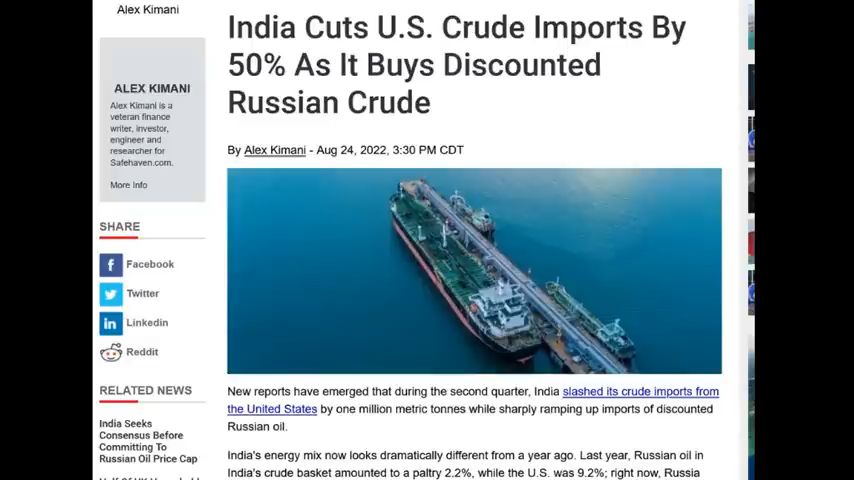 Alex Kimani
ALEX KIMANI
Alex Kimani is a
veteran finance
writer, investor,
engineer and
researcher for
Safehaven.com.
More Info
SHARE
Facebook
Twitter
Linkedin
Reddit
RELATED NEWS
India Seeks
Consensus Before
Committing To
Russian Oil Price Cap
India Cuts U.S. Crude Imports By
50% As It Buys Discounted
Russian Crude
By Alex Kimani - Aug 24, 2022, 3:30 PM CDT
New reports have emerged that during the second quarter, India slashed its crude imports from
the United States by one million metric tonnes while sharply ramping up imports of discounted
Russian oil.
India's energy mix now looks dramatically different from a year ago. Last year, Russian oil in
India's crude basket amounted to a paltry 2.2%, while the U.S. was 9.2%; right now, Russia